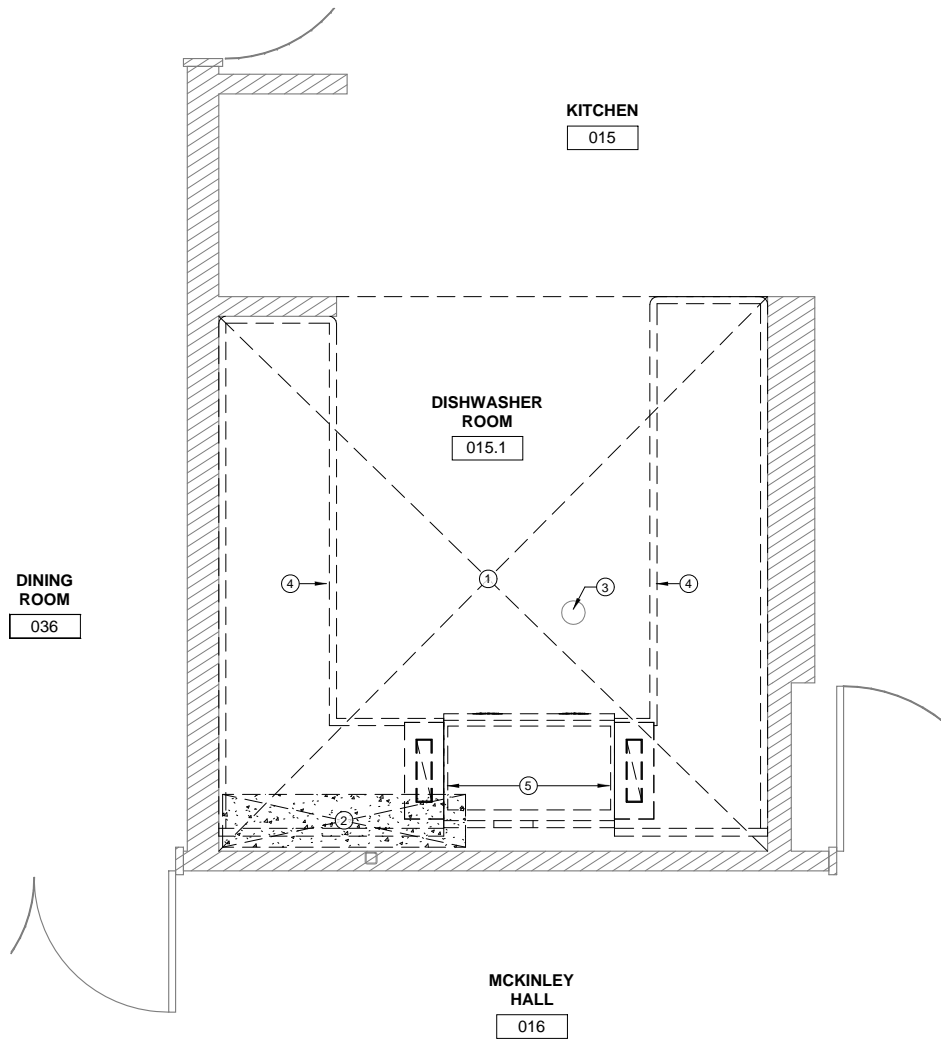 KITCHEN
015
DISHWASHER
ROOM
015.1
4
1
3
4
DINING
ROOM
036
5
2
MCKINLEY
HALL
016